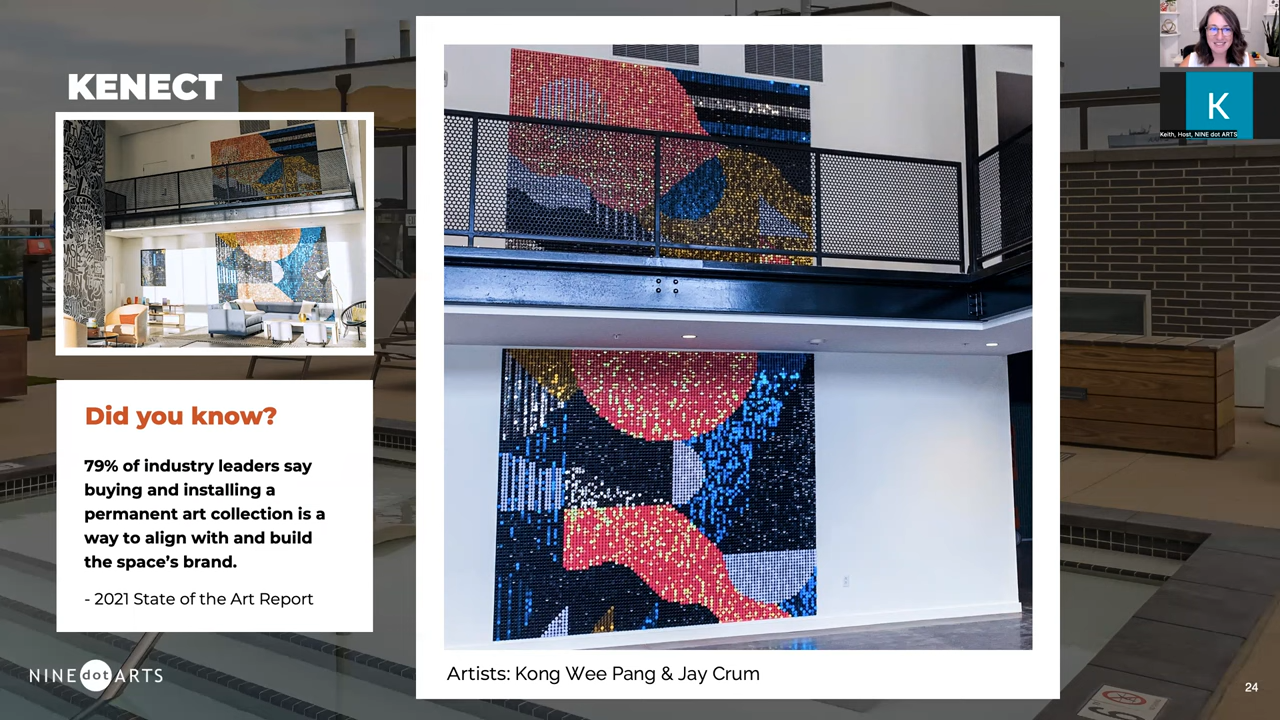 KENECT
Did you know?
79% of industry leaders say
buying and installing a
permanent art collection is a
way to align with and build
the space's brand.
- 2021 State of the Art Report
NINE dot ARTS
Artists: Kong Wee Pang & Jay Crum
24
K
Keith, Host, NINE dot ARTS